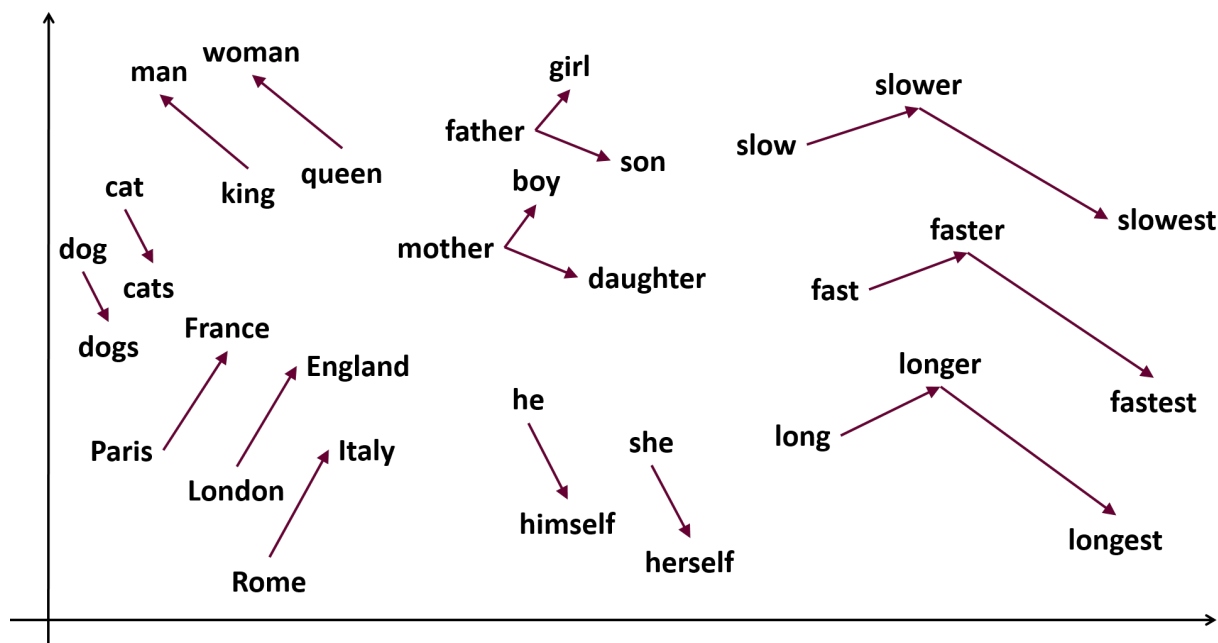 man
woman
king
queen
cat
cats
dog
dogs
France
England
Italy
Paris
London
Rome
girl
father
son
boy
mother
daughter
he
himself
she
herself
slower
slow
slowest
faster
fast
fastest
longer
long
longest